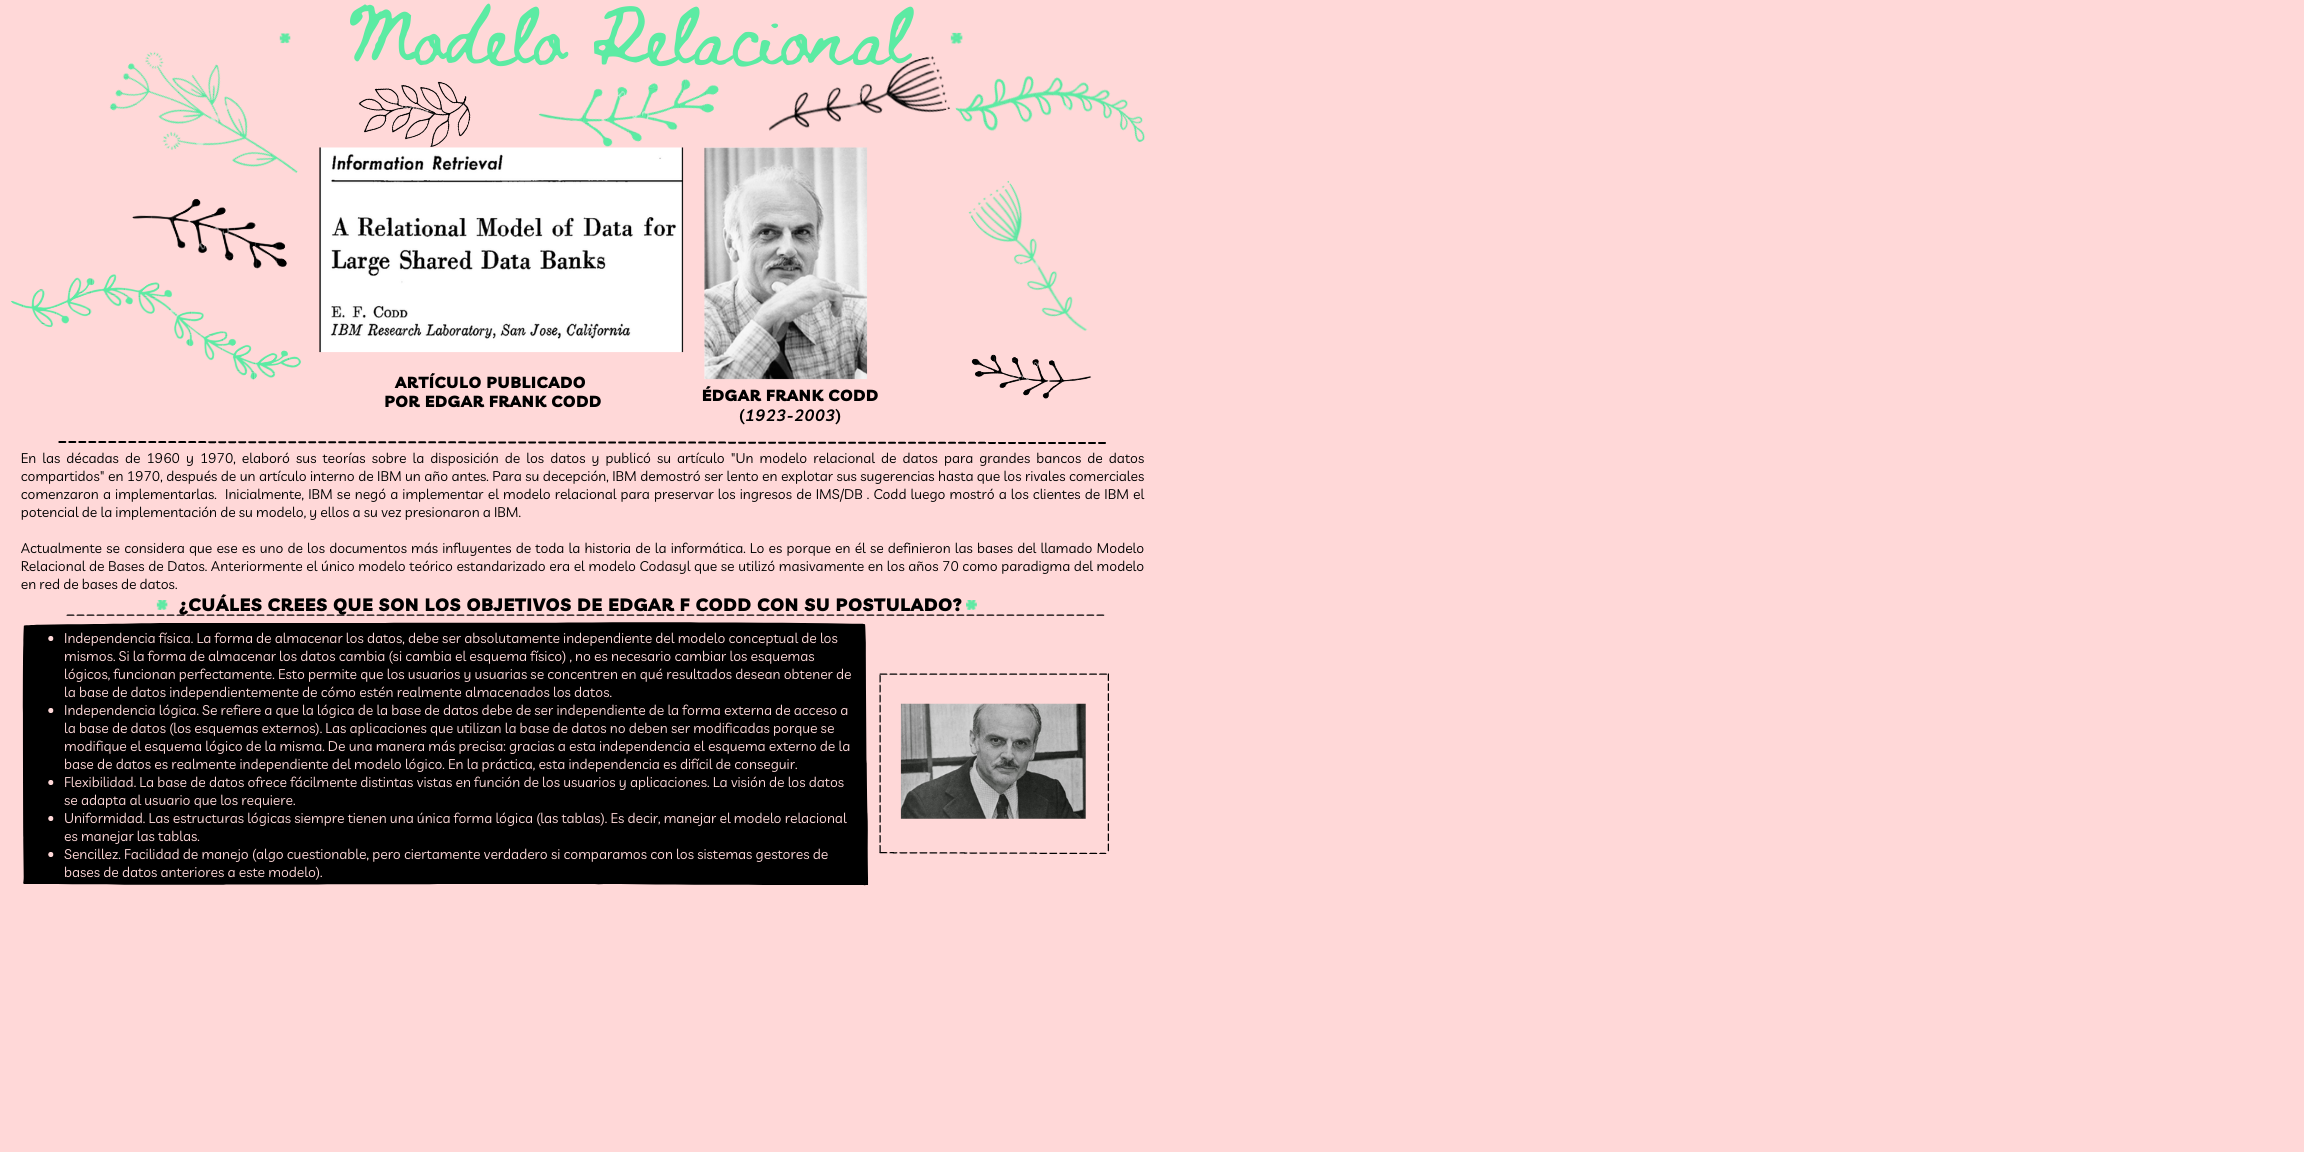 Modelo Relacional
Information Retrieval
A Relational Model of Data for
Large Shared Data Banks
E. F. CODD
IBM Research Laboratory, San Jose, California
ARTÍCULO PUBLICADO
POR EDGAR FRANK CODD
ÉDGAR FRANK CODD
(1923-2003)
En las décadas de 1960 y 1970, elaboró sus teorías sobre la disposición de los datos y publicó su artículo "Un modelo relacional de datos para grandes bancos de datos
compartidos" en 1970, después de un artículo interno de IBM un año antes. Para su decepción, IBM demostró ser lento en explotar sus sugerencias hasta que los rivales comerciales
comenzaron a implementarlas.  Inicialmente, IBM se negó a implementar el modelo relacional para preservar los ingresos de IMS/DB . Codd luego mostró a los clientes de IBM el
potencial de la implementación de su modelo, y ellos a su vez presionaron a IBM.
Actualmente se considera que ese es uno de los documentos más influyentes de toda la historia de la informática. Lo es porque en él se definieron las bases del llamado Modelo
Relacional de Bases de Datos. Anteriormente el único modelo teórico estandarizado era el modelo Codasyl que se utilizó masivamente en los años 70 como paradigma del modelo
en red de bases de datos.
¿CUÁLES CREES QUE SON LOS OBJETIVOS DE EDGAR F CODD CON SU POSTULADO?
• Independencia física. La forma de almacenar los datos, debe ser absolutamente independiente del modelo conceptual de los
mismos. Si la forma de almacenar los datos cambia (si cambia el esquema físico) , no es necesario cambiar los esquemas
lógicos, funcionan perfectamente. Esto permite que los usuarios y usuarias se concentren en qué resultados desean obtener de
la base de datos independientemente de cómo estén realmente almacenados los datos.
• Independencia lógica. Se refiere a que la lógica de la base de datos debe de ser independiente de la forma externa de acceso a
la base de datos (los esquemas externos). Las aplicaciones que utilizan la base de datos no deben ser modificadas porque se
modifique el esquema lógico de la misma. De una manera más precisa: gracias a esta independencia el esquema externo de la
base de datos es realmente independiente del modelo lógico. En la práctica, esta independencia es difícil de conseguir.
• Flexibilidad. La base de datos ofrece fácilmente distintas vistas en función de los usuarios y aplicaciones. La visión de los datos
se adapta al usuario que los requiere.
• Uniformidad. Las estructuras lógicas siempre tienen una única forma lógica (las tablas). Es decir, manejar el modelo relacional
es manejar las tablas.
• Sencillez. Facilidad de manejo (algo cuestionable, pero ciertamente verdadero si comparamos con los sistemas gestores de
bases de datos anteriores a este modelo).